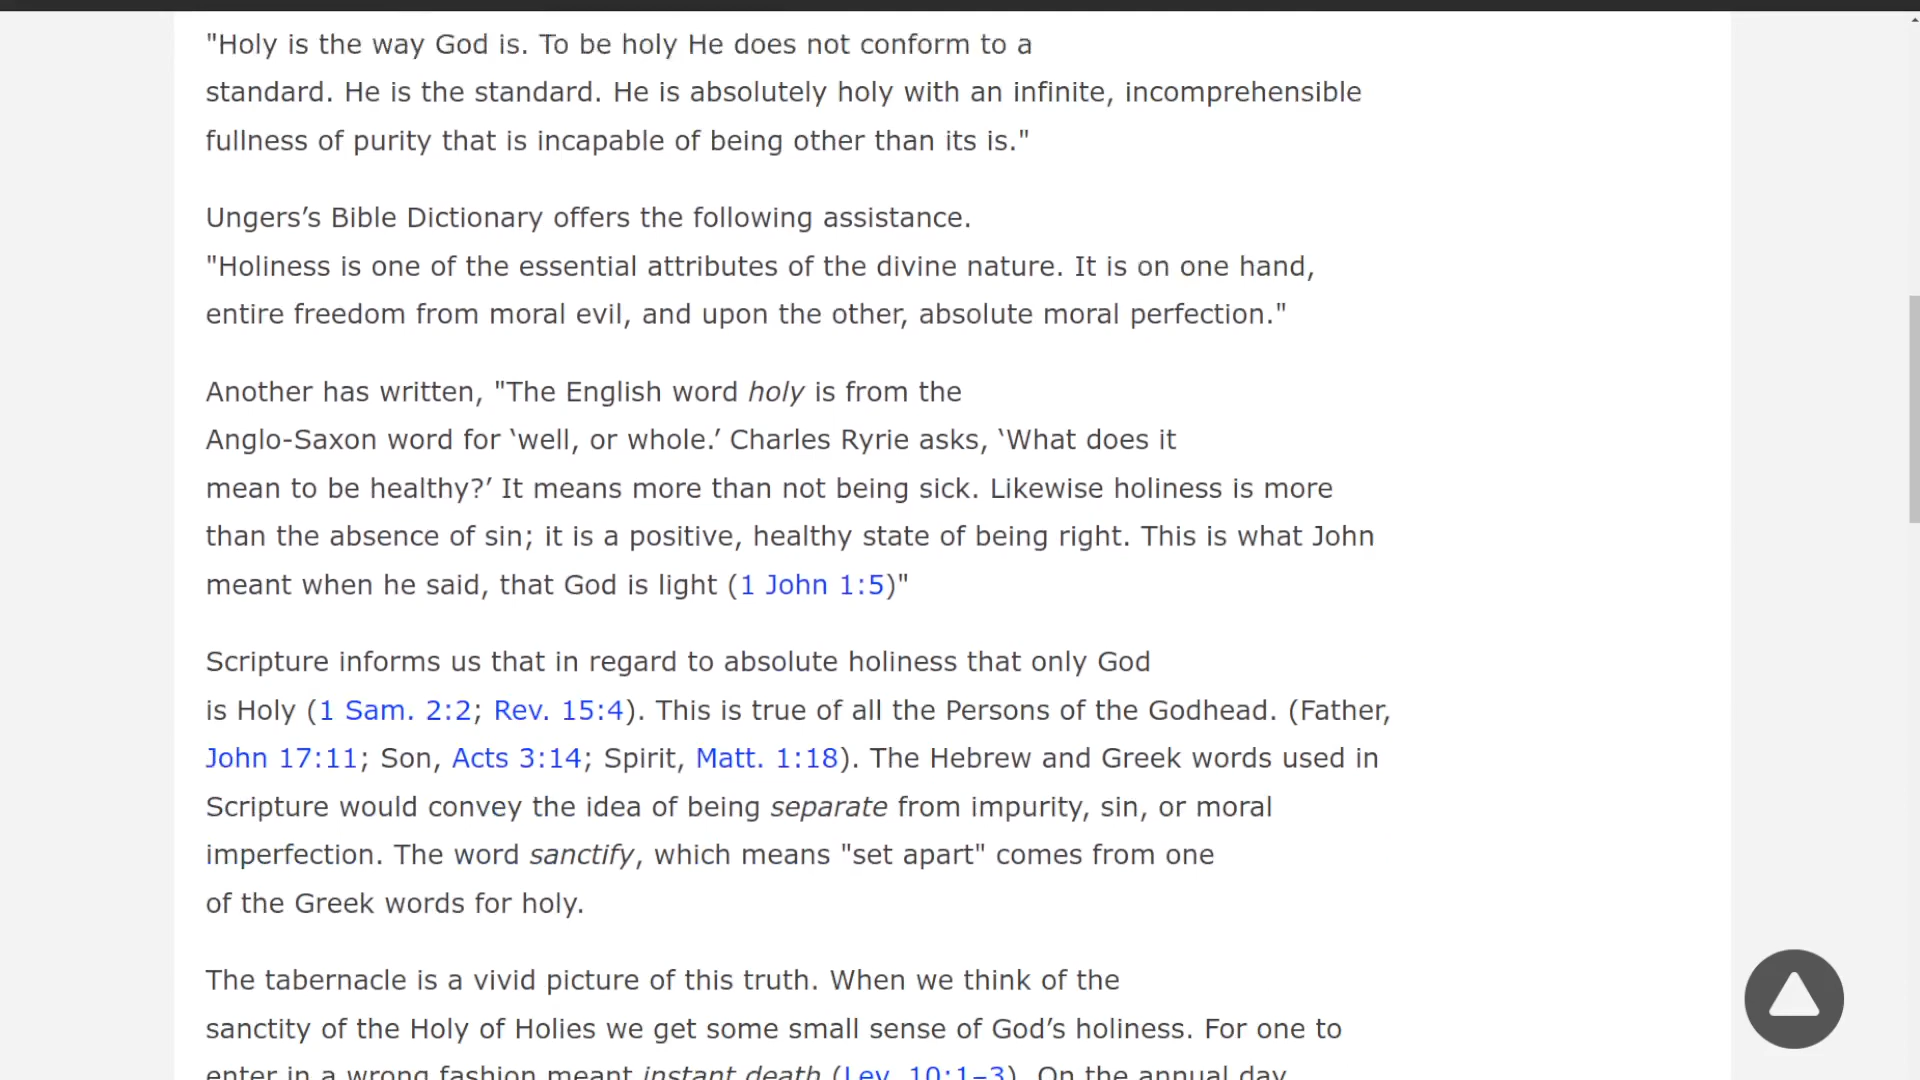 "Holy is the way God is. To be holy He does not conform to a
standard. He is the standard. He is absolutely holy with an infinite, incomprehensible
fullness of purity that is incapable of being other than its is."
Ungers’s Bible Dictionary offers the following assistance.
"Holiness is one of the essential attributes of the divine nature. It is on one hand,
entire freedom from moral evil, and upon the other, absolute moral perfection."
Another has written, "The English word holy is from the
Anglo-Saxon word for ‘well, or whole.’ Charles Ryrie asks, ‘What does it
mean to be healthy?’ It means more than not being sick. Likewise holiness is more
than the absence of sin; it is a positive, healthy state of being right. This is what John
meant when he said, that God is light (1 John 1:5)"
Scripture informs us that in regard to absolute holiness that only God
is Holy (1 Sam. 2:2; Rev. 15:4). This is true of all the Persons of the Godhead. (Father,
John 17:11; Son, Acts 3:14; Spirit, Matt. 1:18). The Hebrew and Greek words used in
Scripture would convey the idea of being separate from impurity, sin, or moral
imperfection. The word sanctify, which means "set apart" comes from one
of the Greek words for holy.
The tabernacle is a vivid picture of this truth. When we think of the
sanctity of the Holy of Holies we get some small sense of God’s holiness. For one to
enter in a wrong fashion meant instant death (Lev. 10:1–3). On the annual day